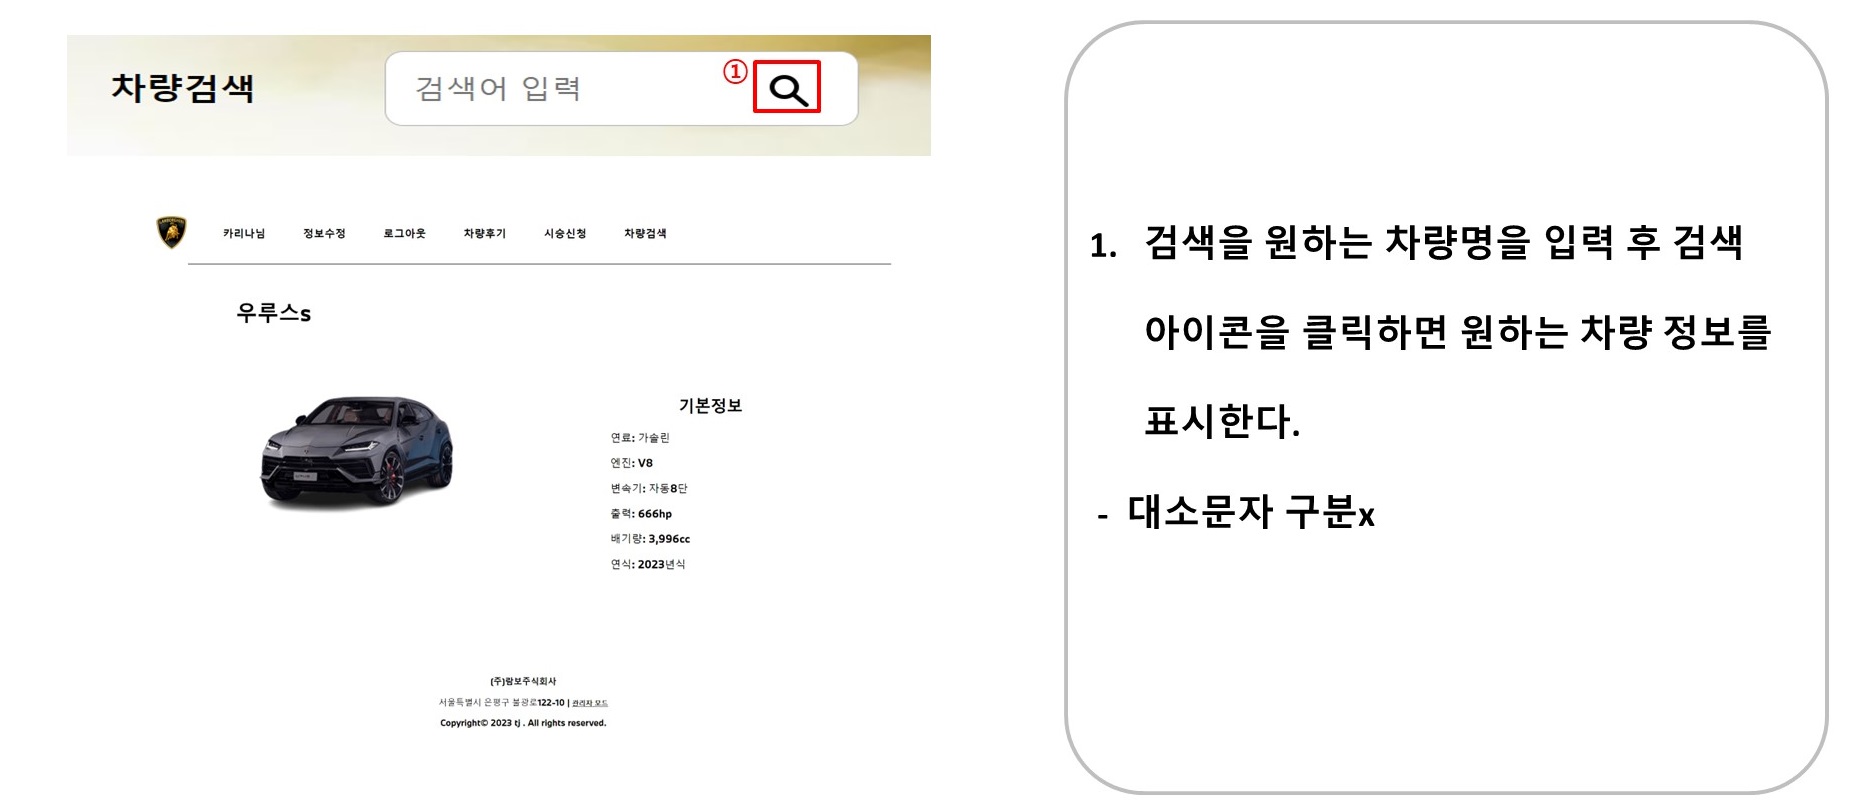 차량검색
검색어 입력
①
카리나님 정보수정 로그아웃 차량후기 시승신청 차량검색
우루스s
기본정보
연료: 가솔린
엔진: V8
변속기: 자동8단
출력: 666hp
배기량: 3,996cc
연식: 2023년식
(주)람보주식회사
서울특별시 은평구 불광로122-10 | 관리자 모드
Copyright© 2023 tj . All rights reserved.
1. 검색을 원하는 차량명을 입력 후 검색
아이콘을 클릭하면 원하는 차량 정보를
표시한다.
- 대소문자 구분x